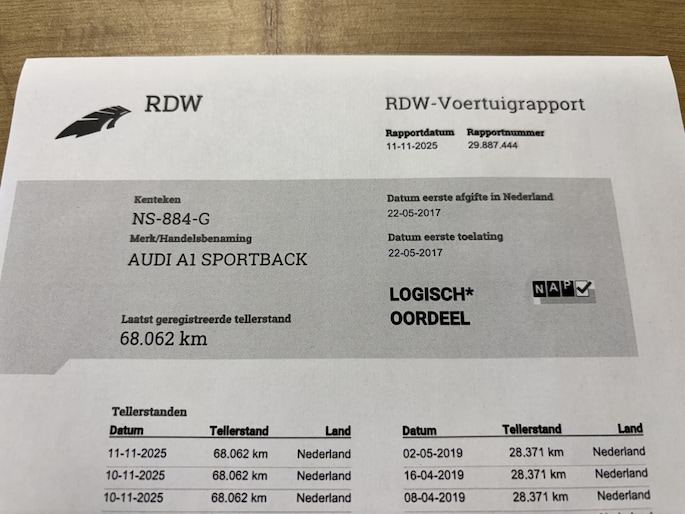 RDW
RDW-Voertuigrapport
Rapportdatum Rapportnummer
11-11-2025 29.887.444
Kenteken
NS-884-G
Merk/Handelsbenaming
AUDI A1 SPORTBACK
Laatst geregistreerde tellerstand
68.062 km
Datum eerste afgifte in Nederland
22-05-2017
Datum eerste toelating
22-05-2017
LOGISCH*
OORDEEL
NAP
Tellerstanden
Datum Tellerstand Land
11-11-2025 68.062 km Nederland
10-11-2025 68.062 km Nederland
10-11-2025 68.062 km Nederland
Datum Tellerstand Land
02-05-2019 28.371 km Nederland
16-04-2019 28.371 km Nederland
08-04-2019 28.371 km Nederland